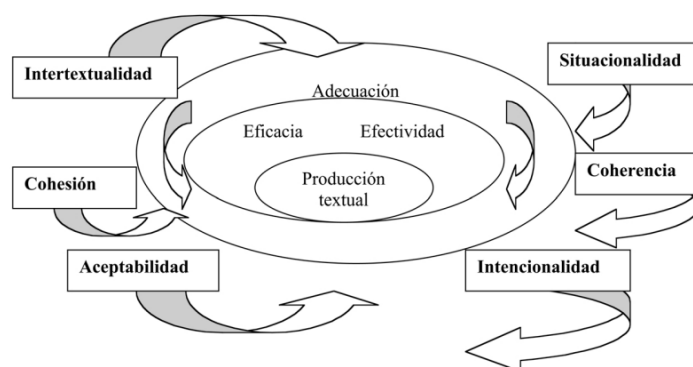 Intertextualidad
Situacionalidad
Adecuación
Eficacia Efectividad
Cohesión
Producción
textual
Coherencia
Aceptabilidad
Intencionalidad